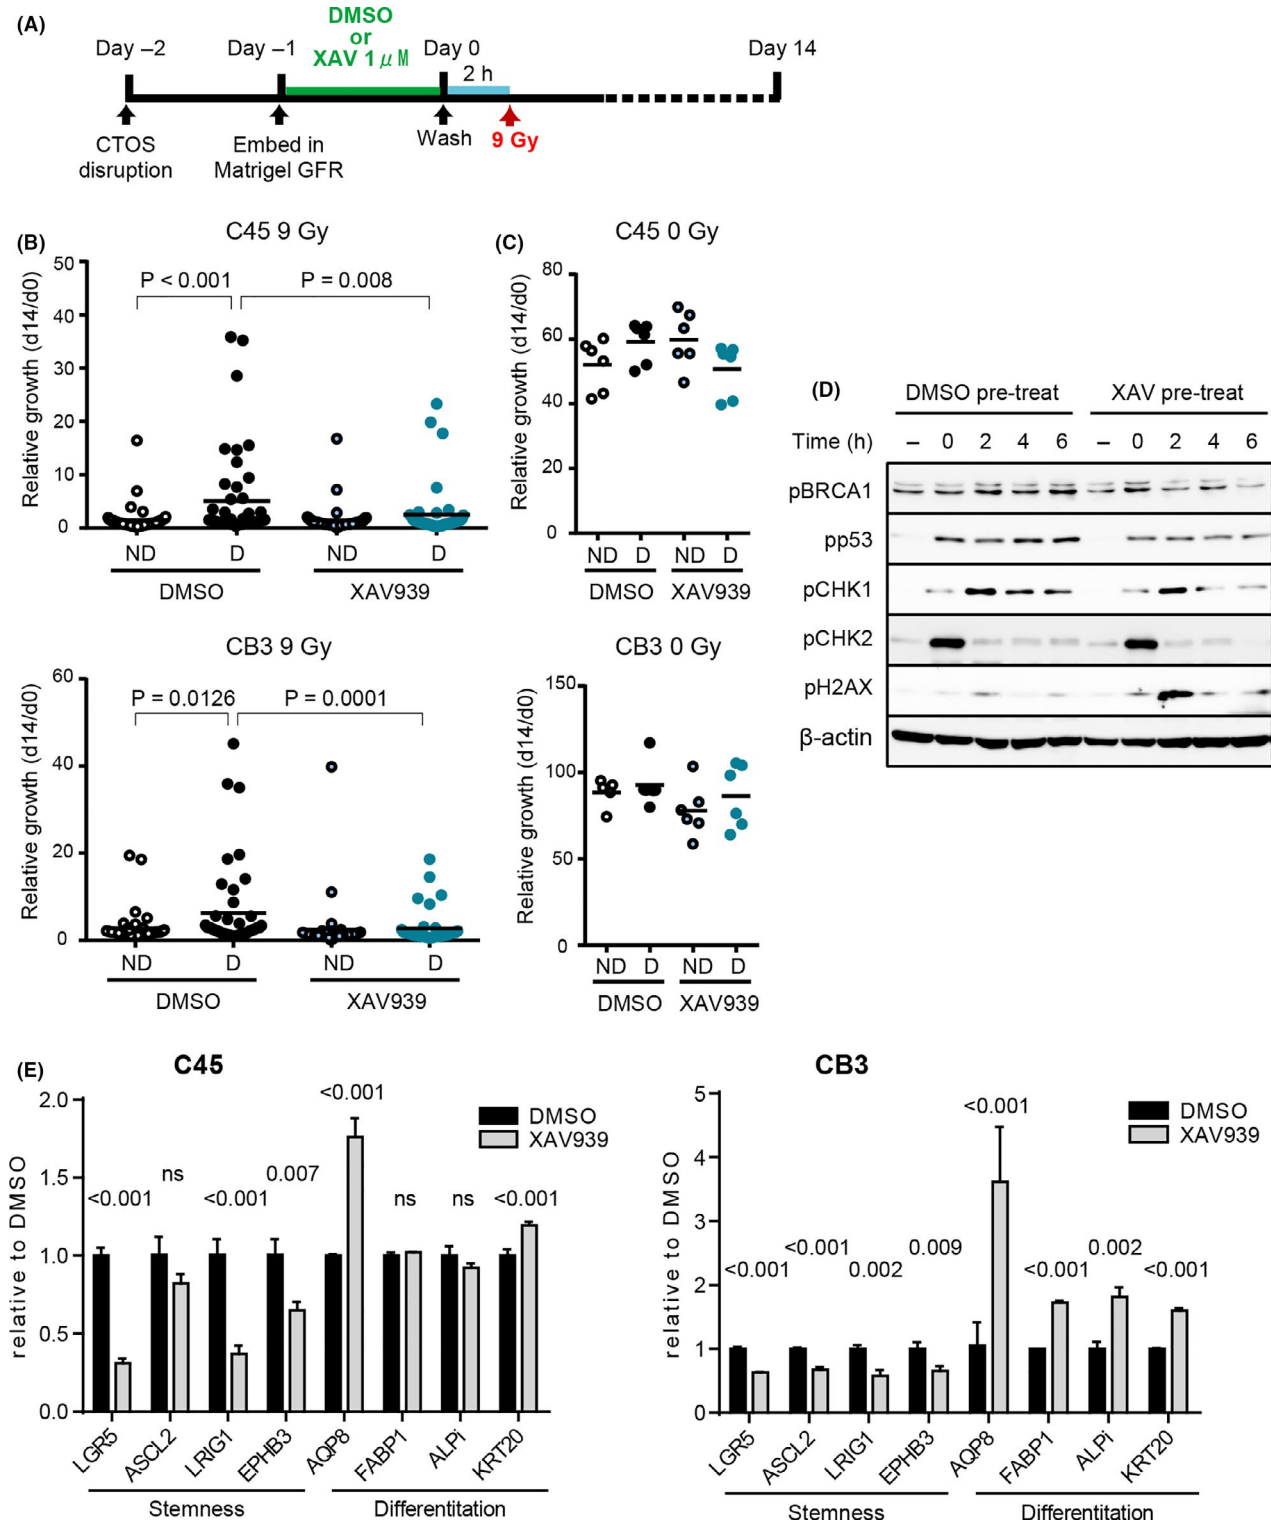 (A)
DMSO
or
XAV 1 μM
Day –2
Day –1
Day 0
Day 14
2 h
CTOS
disruption
Embed in
Matrigel GFR
Wash
9 Gy
(B)
C45 9 Gy
Relative growth (d14/d0)
50
40
30
20
10
0
P < 0.001
P = 0.008
ND
D
ND
D
DMSO
XAV939
CB3 9 Gy
Relative growth (d14/d0)
60
40
20
0
P = 0.0126
P = 0.0001
ND
D
ND
D
DMSO
XAV939
(C)
C45 0 Gy
Relative growth (d14/d0)
80
60
40
20
0
ND
D
ND
D
DMSO
XAV939
CB3 0 Gy
Relative growth (d14/d0)
150
100
50
0
ND
D
ND
D
DMSO
XAV939
(D)
DMSO pre-treat
XAV pre-treat
Time (h)
– 0 2 4 6 – 0 2 4 6
pBRCA1
pp53
pCHK1
pCHK2
pH2AX
β-actin
(E)
C45
relative to DMSO
2.0
1.5
1.0
0.5
0.0
<0.001
ns
<0.001
0.007
<0.001
ns
ns
<0.001
DMSO
XAV939
LGR5
ASCL2
LRIG1
EPHB3
AQP8
FABP1
ALPi
KRT20
Stemness
Differentitation
CB3
relative to DMSO
5
4
3
2
1
0
<0.001
<0.001
0.002
0.009
<0.001
<0.001
0.002
<0.001
DMSO
XAV939
LGR5
ASCL2
LRIG1
EPHB3
AQP8
FABP1
ALPi
KRT20
Stemness
Differentitation